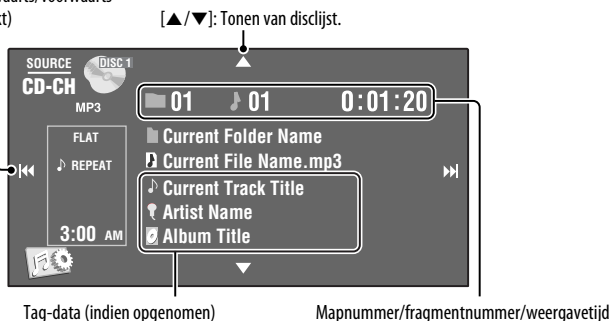 [▲/▼]: Tonen van disclijst.
SOURCE
DISC 1
CD-CH
MP3
01 01 0:01:20
FLAT
REPEAT
3:00 AM
Current Folder Name
Current File Name.mp3
Current Track Title
Artist Name
Album Title
Tag-data (indien opgenomen)
Mapnummer/fragmentnummer/weergavetijd